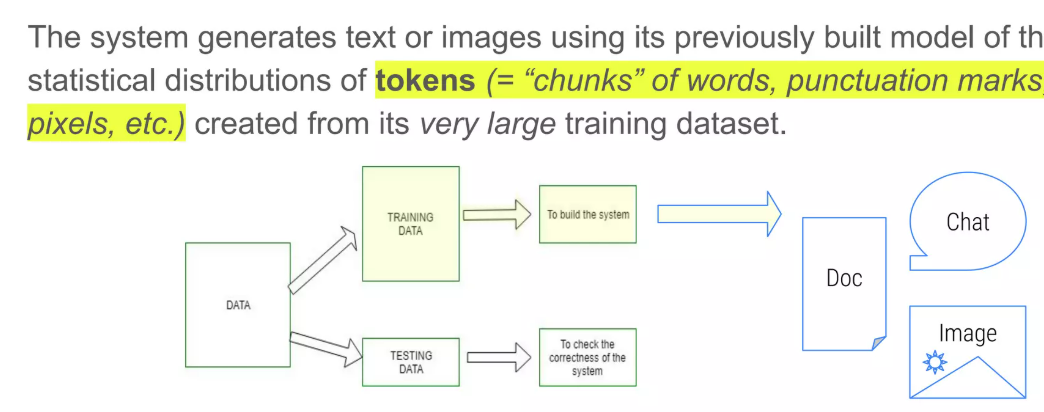 The system generates text or images using its previously built model of th
statistical distributions of tokens (= “chunks” of words, punctuation marks,
pixels, etc.) created from its very large training dataset.
TRAINING
DATA
To build the system
Chat
Doc
DATA
Image
TESTING
DATA
To check the
correctness of the
system